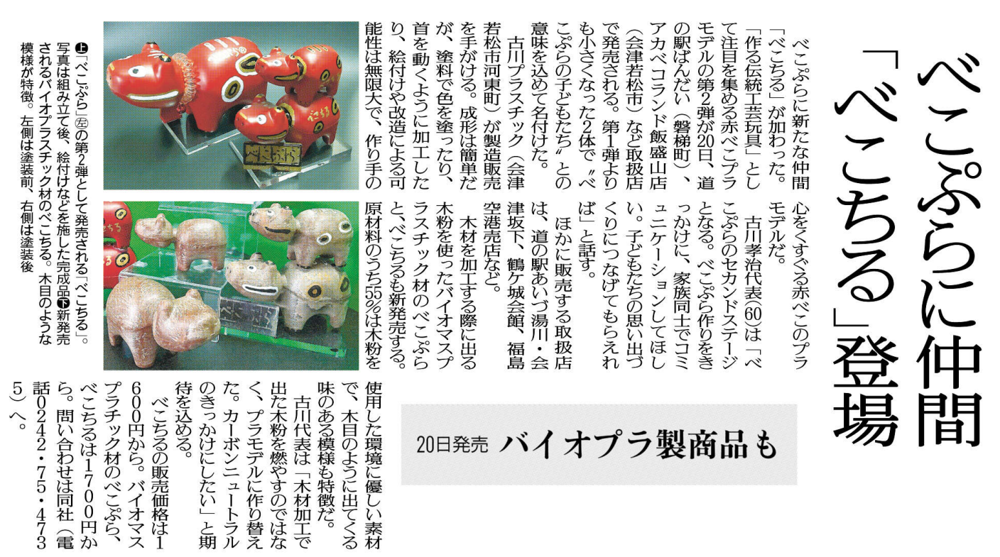 べこぷらに仲間
「べこちる」登場
20日発売 バイオプラ製商品も
べこぷらに新たな仲間
「べこちる」が加わった。
「作る伝統工芸玩具」とし
て注目を集める赤べこプラ
モデルの第2弾が20日、道
の駅ばんだい（磐梯町）、
アカベコランド飯盛山店
（会津若松市）など取扱店
で発売される。第1弾より
も小さくなった2体で〝べ
こぷらの子どもたち〟との
意味を込めて名付けた。
古川プラスチック（会津
若松市河東町）が製造販売
を手がける。成形は簡単だ
が、塗料で色を塗ったり、
首を動くように加工した
り、絵付けや改造による可
能性は無限大で、作り手の
心をくすぐる赤べこのプラ
モデルだ。
古川孝治代表(60)は「べ
こぷらのセカンドステージ
となる。べこぷら作りをき
っかけに、家族同士でコミ
ュニケーションしてほし
い。子どもたちの思い出づ
くりにつなげてもらえれ
ば」と話す。
ほかに販売する取扱店
は、道の駅あいづ湯川・会
津坂下、鶴ケ城会館、福島
空港売店など。
木材を加工する際に出る
木粉を使ったバイオマスプ
ラスチック材のべこぷら
と、べこちるも新発売する。
原材料のうち55%は木粉を
使用した環境に優しい素材
で、木目のように出てくる
味のある模様も特徴だ。
古川代表は「木材加工で
出た木粉を燃やすのではな
く、プラモデルに作り替え
た。カーボンニュートラル
のきっかけにしたい」と期
待を込める。
べこちるの販売価格は1
600円から。バイオマス
プラチック材のべこぷら、
べこちるは1700円か
ら。問い合わせは同社（電
話0242・75・473
5）へ。
上「べこぷら」左の第2弾として発売される「べこちる」。
写真は組み立て後、絵付けなどを施した完成品下新発売
されるバイオプラスチック材のべこちる。木目のような
模様が特徴。左側は塗装前、右側は塗装後
べこちる
べこぷら